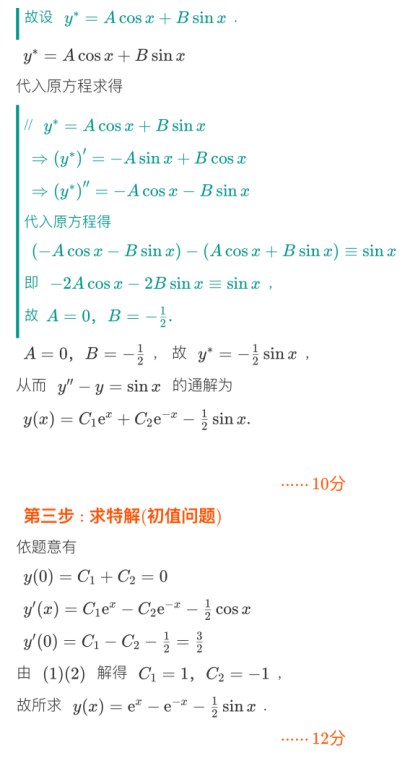 故设 y* = A cos x + B sin x .
y* = A cos x + B sin x
代入原方程求得
// y* = A cos x + B sin x
⇒ (y*)′ = −A sin x + B cos x
⇒ (y*)″ = −A cos x − B sin x
代入原方程得
(−A cos x − B sin x) − (A cos x + B sin x) ≡ sin x
即 −2A cos x − 2B sin x ≡ sin x ，
故 A = 0, B = −1/2.
A = 0, B = −1/2 ， 故 y* = −1/2 sin x ，
从而 y″ − y = sin x 的通解为
y(x) = C₁eˣ + C₂e⁻ˣ − 1/2 sin x.
······ 10分
第三步：求特解(初值问题)
依题意有
y(0) = C₁ + C₂ = 0
y′(x) = C₁eˣ − C₂e⁻ˣ − 1/2 cos x
y′(0) = C₁ − C₂ − 1/2 = 3/2
由 (1)(2) 解得 C₁ = 1, C₂ = −1 ，
故所求 y(x) = eˣ − e⁻ˣ − 1/2 sin x .
······ 12分